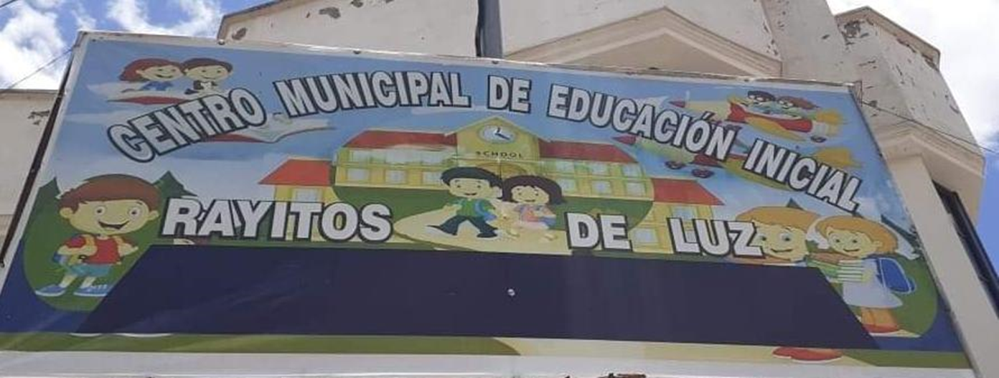 CENTRO MUNICIPAL DE EDUCACIÓN INICIAL
SCHOOL
RAYITOS DE LUZ